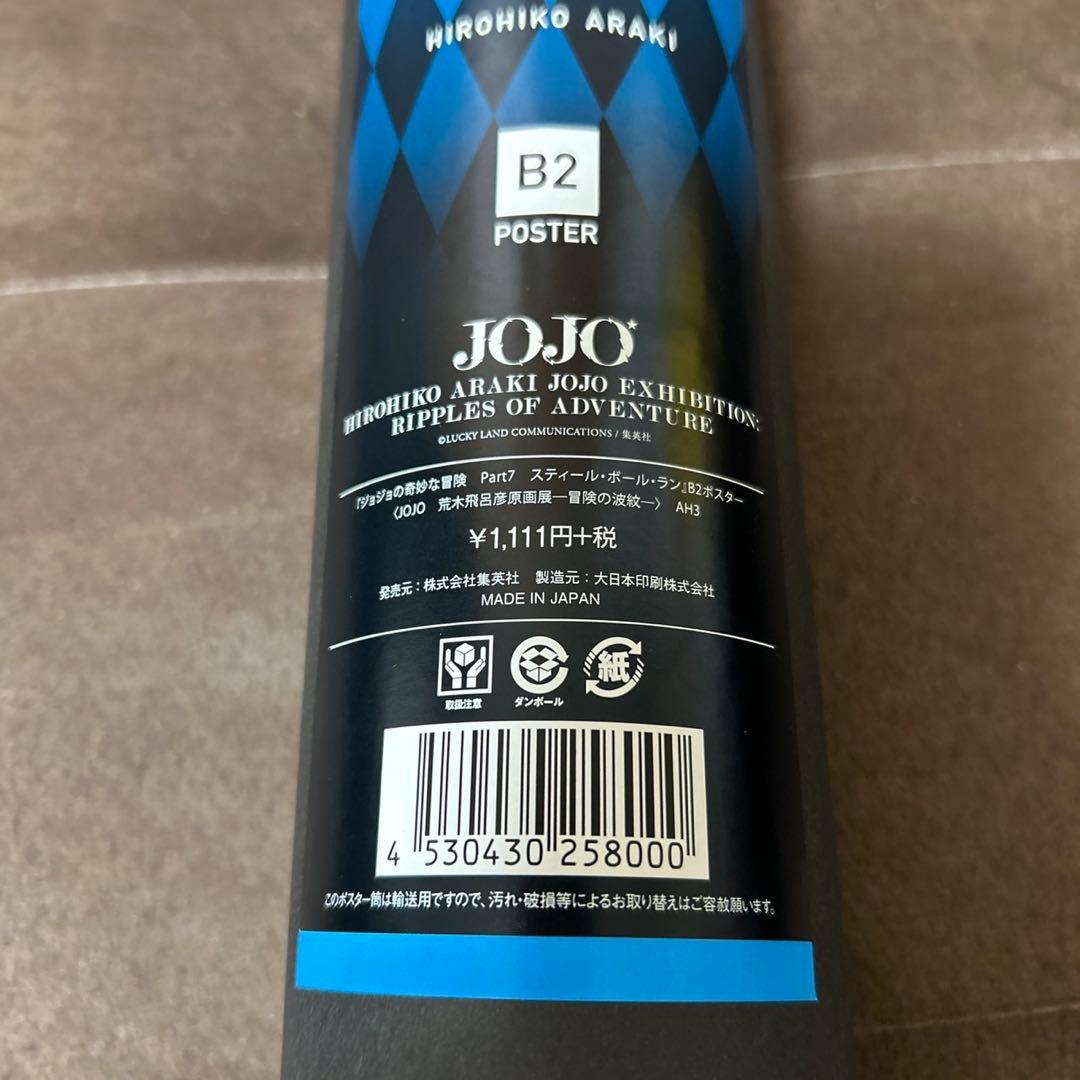 HIROHIKO ARAKI
B2
POSTER
JOJO
HIROHIKO ARAKI JOJO EXHIBITION:
RIPPLES OF ADVENTURE
©LUCKY LAND COMMUNICATIONS / 集英社
『ジョジョの奇妙な冒険 Part7 スティール・ボール・ラン』B2ポスター
〈JOJO 荒木飛呂彦原画展—冒険の波紋—〉 AH3
¥1,111円+税
発売元：株式会社集英社 製造元：大日本印刷株式会社
MADE IN JAPAN
紙
取扱注意 ダンボール
4 530430 258000
このポスター筒は輸送用ですので、汚れ・破損等によるお取り替えはご容赦願います。